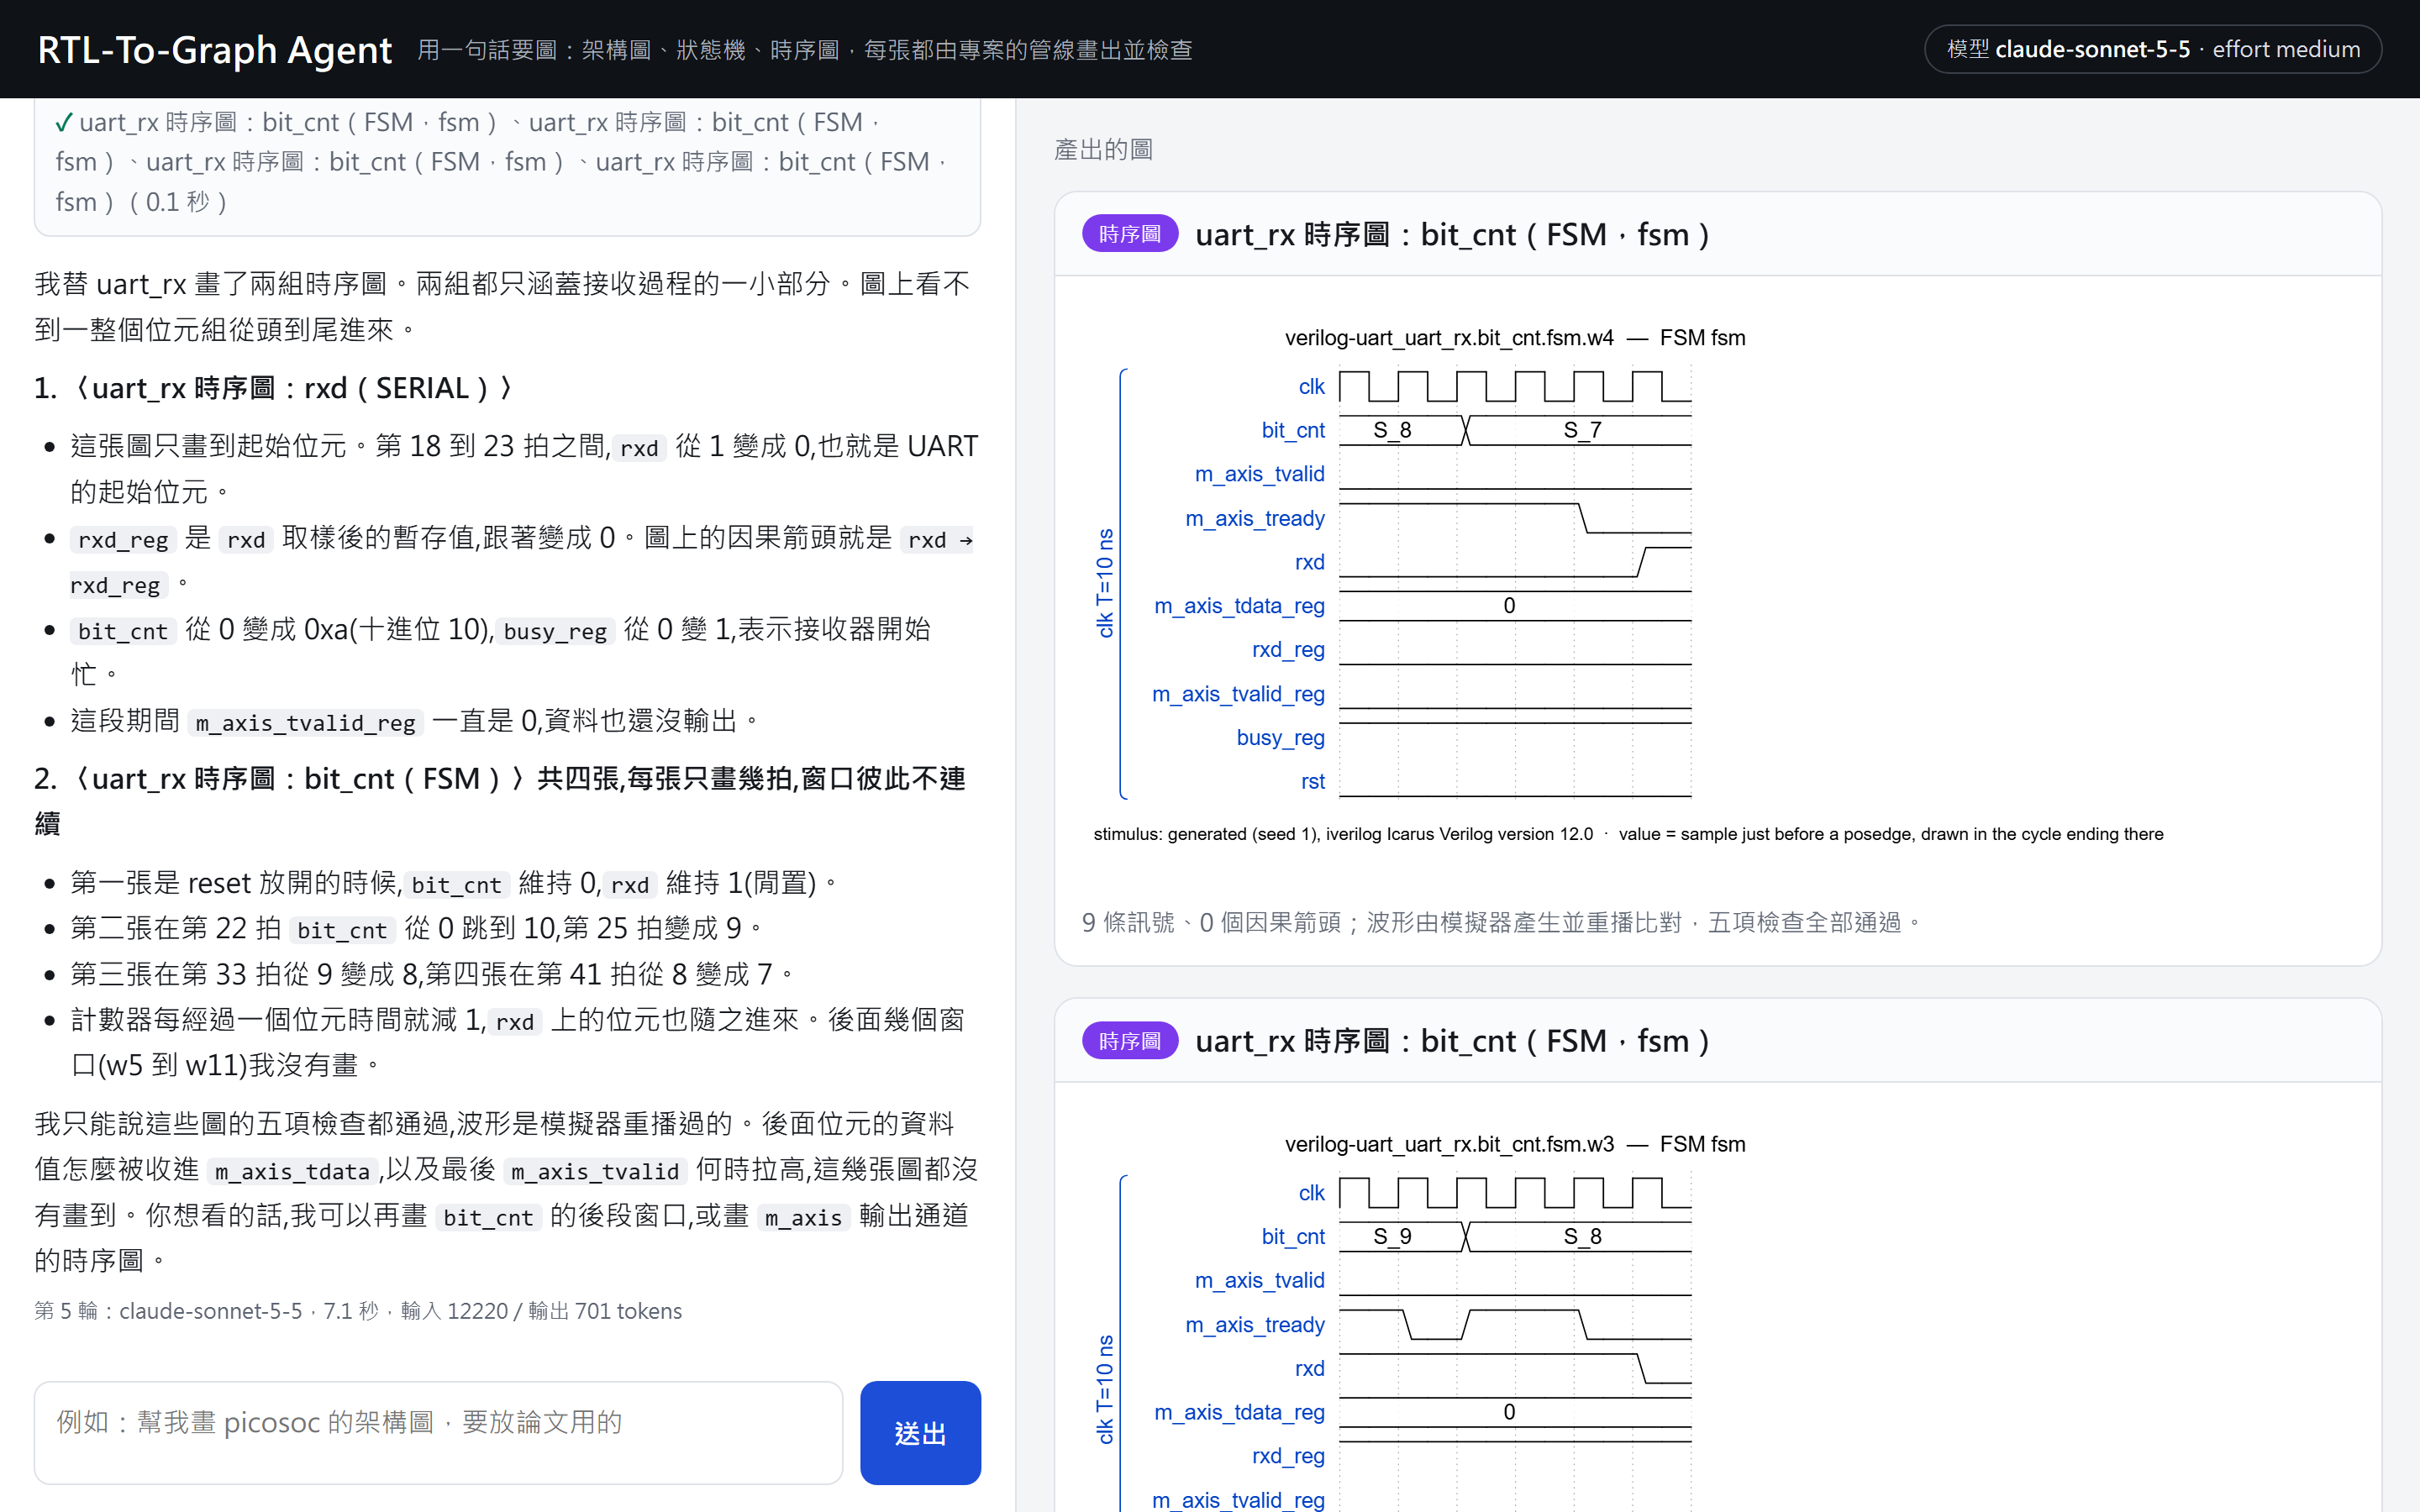 RTL-To-Graph Agent 用一句話要圖：架構圖、狀態機、時序圖，每張都由專案的管線畫出並檢查
模型 claude-sonnet-5-5 · effort medium
✓ uart_rx 時序圖：bit_cnt（FSM，
fsm）、uart_rx 時序圖：bit_cnt（FSM，fsm）、uart_rx 時序圖：bit_cnt（FSM，
fsm）（0.1 秒）
我替 uart_rx 畫了兩組時序圖。兩組都只涵蓋接收過程的一小部分。圖上看不
到一整個位元組從頭到尾進來。
1. 〈uart_rx 時序圖：rxd（SERIAL）〉
• 這張圖只畫到起始位元。第 18 到 23 拍之間,rxd 從 1 變成 0,也就是 UART
的起始位元。
• rxd_reg 是 rxd 取樣後的暫存值,跟著變成 0。圖上的因果箭頭就是 rxd →
rxd_reg 。
• bit_cnt 從 0 變成 0xa(十進位 10),busy_reg 從 0 變 1,表示接收器開始
忙。
• 這段期間 m_axis_tvalid_reg 一直是 0,資料也還沒輸出。
2. 〈uart_rx 時序圖：bit_cnt（FSM）〉共四張,每張只畫幾拍,窗口彼此不連
續
• 第一張是 reset 放開的時候,bit_cnt 維持 0,rxd 維持 1(閒置)。
• 第二張在第 22 拍 bit_cnt 從 0 跳到 10,第 25 拍變成 9。
• 第三張在第 33 拍從 9 變成 8,第四張在第 41 拍從 8 變成 7。
• 計數器每經過一個位元時間就減 1,rxd 上的位元也隨之進來。後面幾個窗
口(w5 到 w11)我沒有畫。
我只能說這些圖的五項檢查都通過,波形是模擬器重播過的。後面位元的資料
值怎麼被收進 m_axis_tdata,以及最後 m_axis_tvalid 何時拉高,這幾張圖都沒
有畫到。你想看的話,我可以再畫 bit_cnt 的後段窗口,或畫 m_axis 輸出通道
的時序圖。
第 5 輪：claude-sonnet-5-5，7.1 秒，輸入 12220 / 輸出 701 tokens
例如：幫我畫 picosoc 的架構圖，要放論文用的
送出
產出的圖
時序圖 uart_rx 時序圖：bit_cnt（FSM，fsm）
verilog-uart_uart_rx.bit_cnt.fsm.w4 — FSM fsm
clk T=10 ns
clk
bit_cnt S_8 S_7
m_axis_tvalid
m_axis_tready
rxd
m_axis_tdata_reg 0
rxd_reg
m_axis_tvalid_reg
busy_reg
rst
stimulus: generated (seed 1), iverilog Icarus Verilog version 12.0 · value = sample just before a posedge, drawn in the cycle ending there
9 條訊號、0 個因果箭頭；波形由模擬器產生並重播比對，五項檢查全部通過。
時序圖 uart_rx 時序圖：bit_cnt（FSM，fsm）
verilog-uart_uart_rx.bit_cnt.fsm.w3 — FSM fsm
clk T=10 ns
clk
bit_cnt S_9 S_8
m_axis_tvalid
m_axis_tready
rxd
m_axis_tdata_reg 0
rxd_reg
m_axis_tvalid_reg